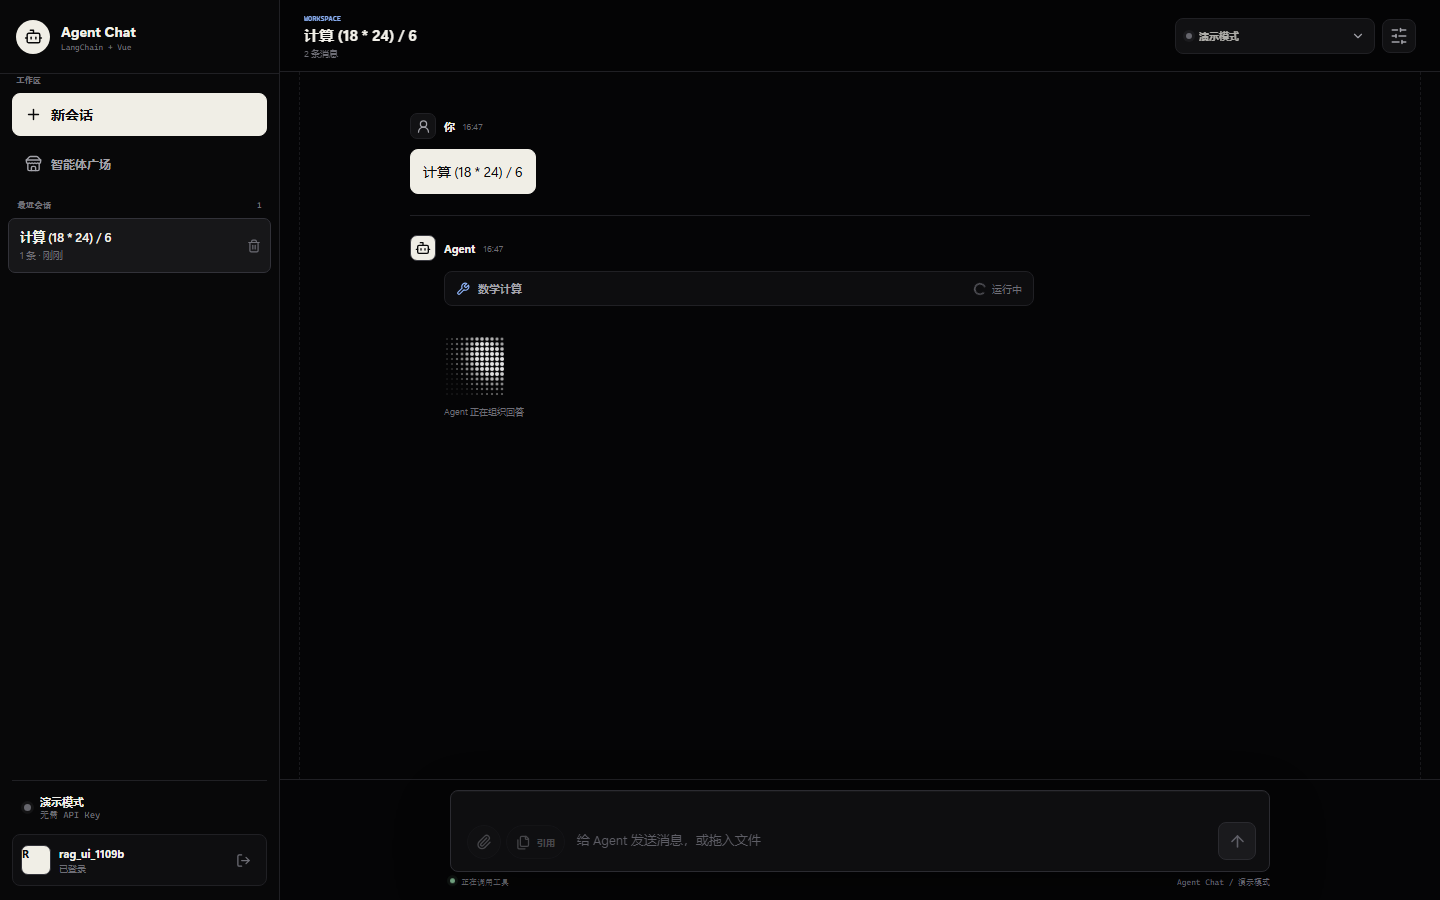 Agent Chat
LangChain + Vue
工作区
新会话
智能体广场
最近会话 1
计算 (18 * 24) / 6
1 条 · 刚刚
演示模式
无需 API Key
R
rag_ui_1109b
已登录
WORKSPACE
计算 (18 * 24) / 6
2 条消息
演示模式
你 16:47
计算 (18 * 24) / 6
Agent 16:47
数学计算 运行中
Agent 正在组织回答
引用 给 Agent 发送消息，或拖入文件
正在调用工具
Agent Chat / 演示模式